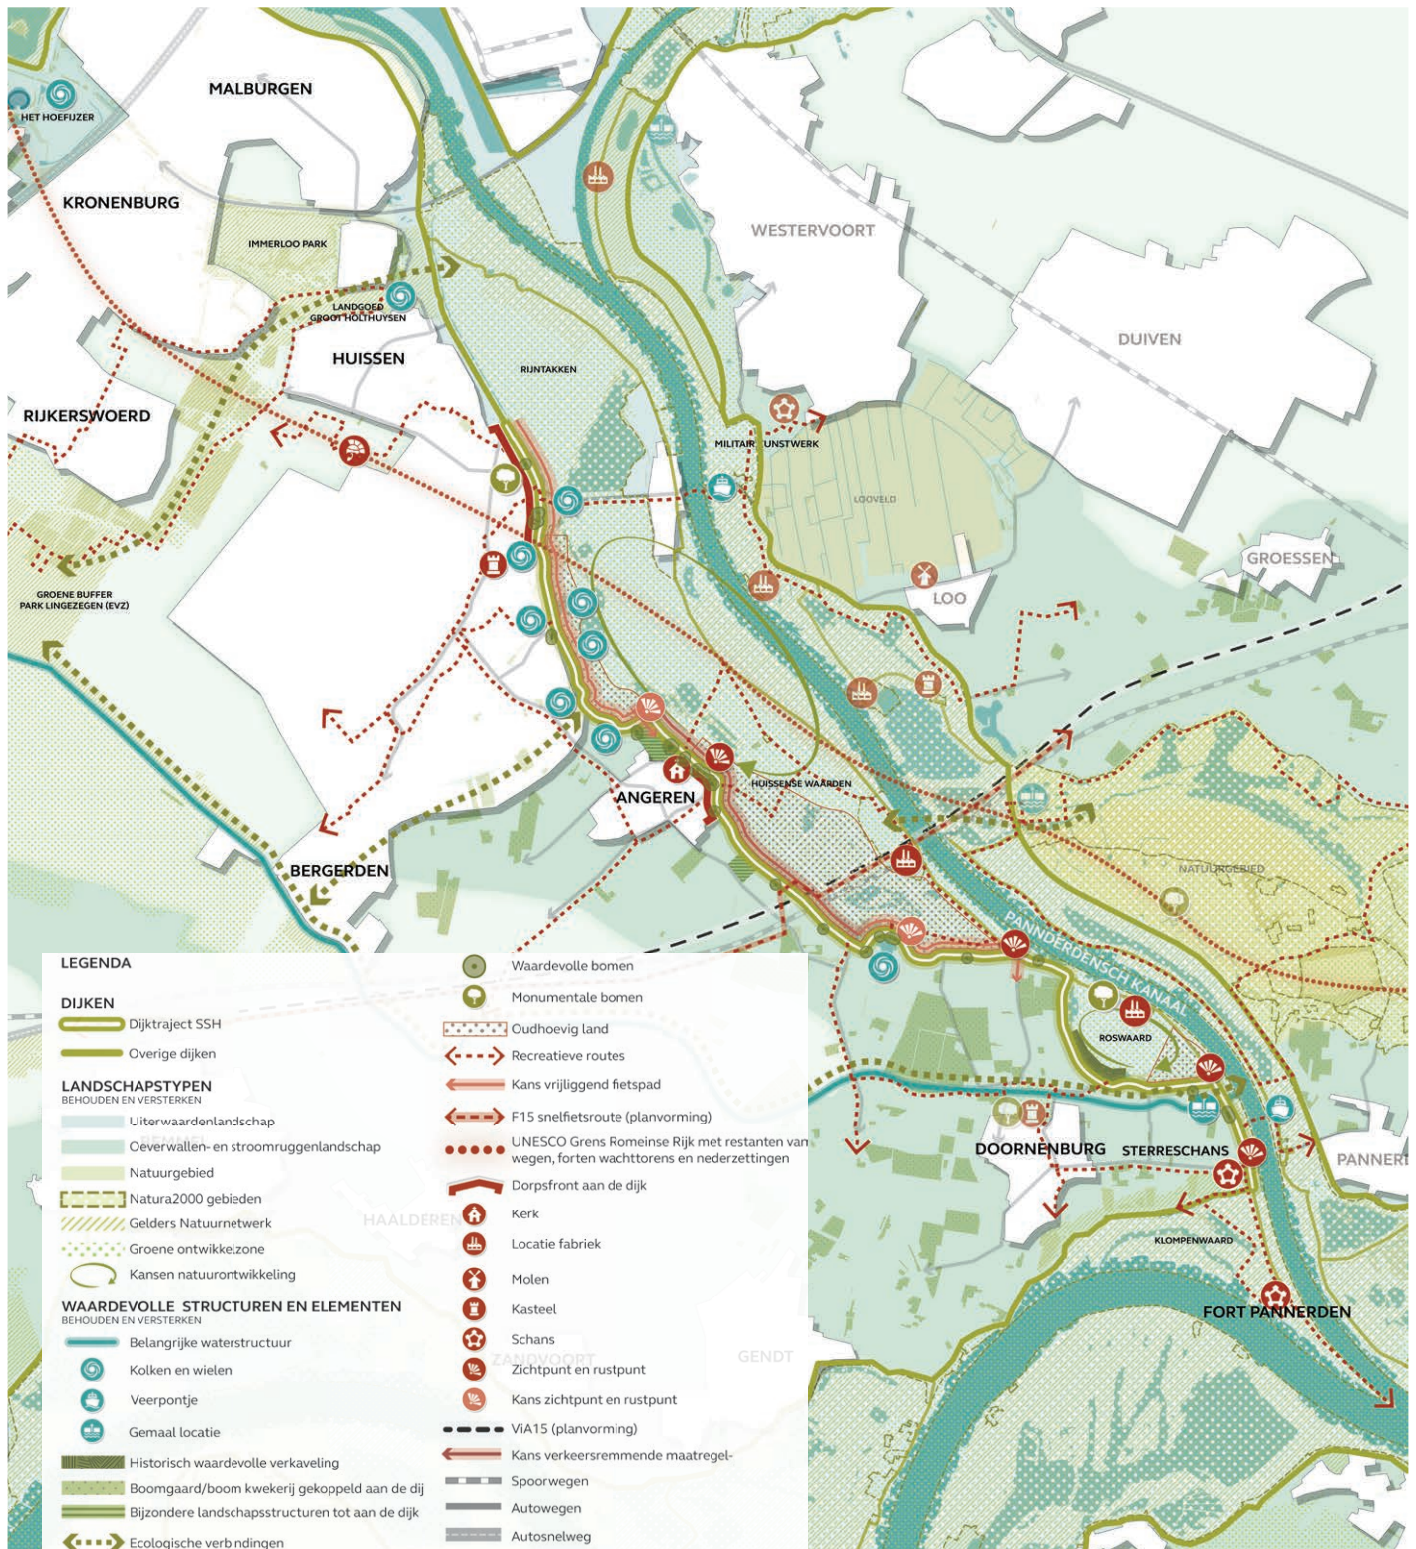 MALBURGEN
HET HOEFIJZER
KRONENBURG
WESTERVOORT
IMMERLOO PARK
LANDGOED
GROOT HOLTHUYSEN
HUISSEN
DUIVEN
RIJNTAKKEN
RIJKERSWOERD
MILITAIR KUNSTWERK
LOOVELD
GROESSEN
GROENE BUFFER
PARK LINGEZEGEN (EVZ)
LOO
HUISSENSE WAARDEN
ANGEREN
BERGERDEN
NATUURGEBIED
PANNDERDENSCH KANAAL
ROSWAARD
DOORNENBURG
STERRESCHANS
PANNER
KLOMPENWAARD
FORT PANNERDEN
LEGENDA
DIJKEN
Dijktraject SSH
Overige dijken
LANDSCHAPSTYPEN
BEHOUDEN EN VERSTERKEN
Uiterwaardenlandschap
Oeverwallen- en stroomruggenlandschap
Natuurgebied
Natura2000 gebieden
Gelders Natuurnetwerk
Groene ontwikkelzone
Kansen natuurontwikkeling
WAARDEVOLLE STRUCTUREN EN ELEMENTEN
BEHOUDEN EN VERSTERKEN
Belangrijke waterstructuur
Kolken en wielen
Veerpontje
Gemaal locatie
Historisch waardevolle verkaveling
Boomgaard/boom kwekerij gekoppeld aan de dij
Bijzondere landschapsstructuren tot aan de dijk
Ecologische verbindingen
Waardevolle bomen
Monumentale bomen
Oudhoevig land
Recreatieve routes
Kans vrijliggend fietspad
F15 snelfietsroute (planvorming)
UNESCO Grens Romeinse Rijk met restanten van
wegen, forten wachttorens en nederzettingen
Dorpsfront aan de dijk
Kerk
Locatie fabriek
Molen
Kasteel
Schans
Zichtpunt en rustpunt
Kans zichtpunt en rustpunt
ViA15 (planvorming)
Kans verkeersremmende maatregel-
Spoorwegen
Autowegen
Autosnelweg
BEMMEL
HAALDEREN
ZANDVOORT
GENDT